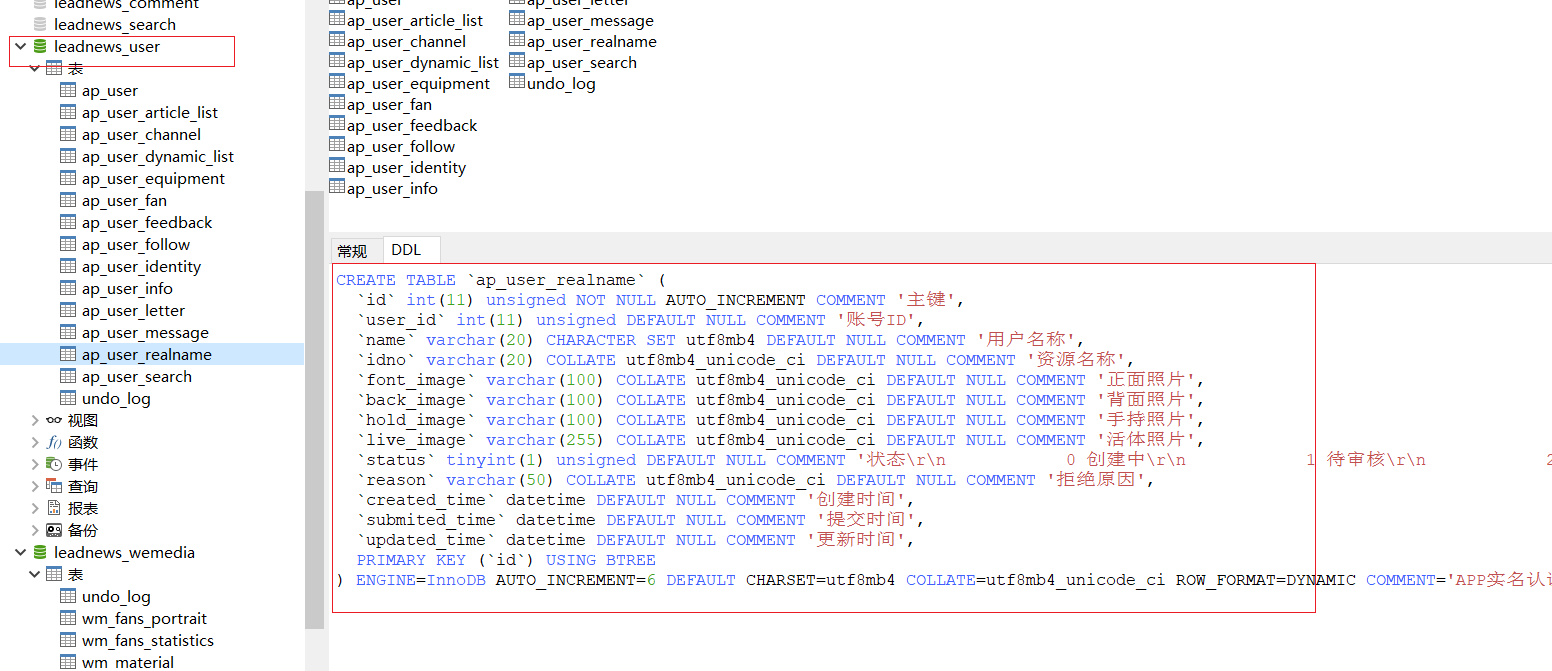 leadnews_comment
leadnews_search
leadnews_user
表
ap_user
ap_user_article_list
ap_user_channel
ap_user_dynamic_list
ap_user_equipment
ap_user_fan
ap_user_feedback
ap_user_follow
ap_user_identity
ap_user_info
ap_user_letter
ap_user_message
ap_user_realname
ap_user_search
undo_log
视图
函数
事件
查询
报表
备份
leadnews_wemedia
表
undo_log
wm_fans_portrait
wm_fans_statistics
wm_material
ap_user
ap_user_article_list
ap_user_channel
ap_user_dynamic_list
ap_user_equipment
ap_user_fan
ap_user_feedback
ap_user_follow
ap_user_identity
ap_user_info
ap_user_letter
ap_user_message
ap_user_realname
ap_user_search
undo_log
常规 DDL
CREATE TABLE `ap_user_realname` (
`id` int(11) unsigned NOT NULL AUTO_INCREMENT COMMENT '主键',
`user_id` int(11) unsigned DEFAULT NULL COMMENT '账号ID',
`name` varchar(20) CHARACTER SET utf8mb4 DEFAULT NULL COMMENT '用户名称',
`idno` varchar(20) COLLATE utf8mb4_unicode_ci DEFAULT NULL COMMENT '资源名称',
`font_image` varchar(100) COLLATE utf8mb4_unicode_ci DEFAULT NULL COMMENT '正面照片',
`back_image` varchar(100) COLLATE utf8mb4_unicode_ci DEFAULT NULL COMMENT '背面照片',
`hold_image` varchar(100) COLLATE utf8mb4_unicode_ci DEFAULT NULL COMMENT '手持照片',
`live_image` varchar(255) COLLATE utf8mb4_unicode_ci DEFAULT NULL COMMENT '活体照片',
`status` tinyint(1) unsigned DEFAULT NULL COMMENT '状态\r\n 0 创建中\r\n 1 待审核\r\n 2
`reason` varchar(50) COLLATE utf8mb4_unicode_ci DEFAULT NULL COMMENT '拒绝原因',
`created_time` datetime DEFAULT NULL COMMENT '创建时间',
`submited_time` datetime DEFAULT NULL COMMENT '提交时间',
`updated_time` datetime DEFAULT NULL COMMENT '更新时间',
PRIMARY KEY (`id`) USING BTREE
) ENGINE=InnoDB AUTO_INCREMENT=6 DEFAULT CHARSET=utf8mb4 COLLATE=utf8mb4_unicode_ci ROW_FORMAT=DYNAMIC COMMENT='APP实名认